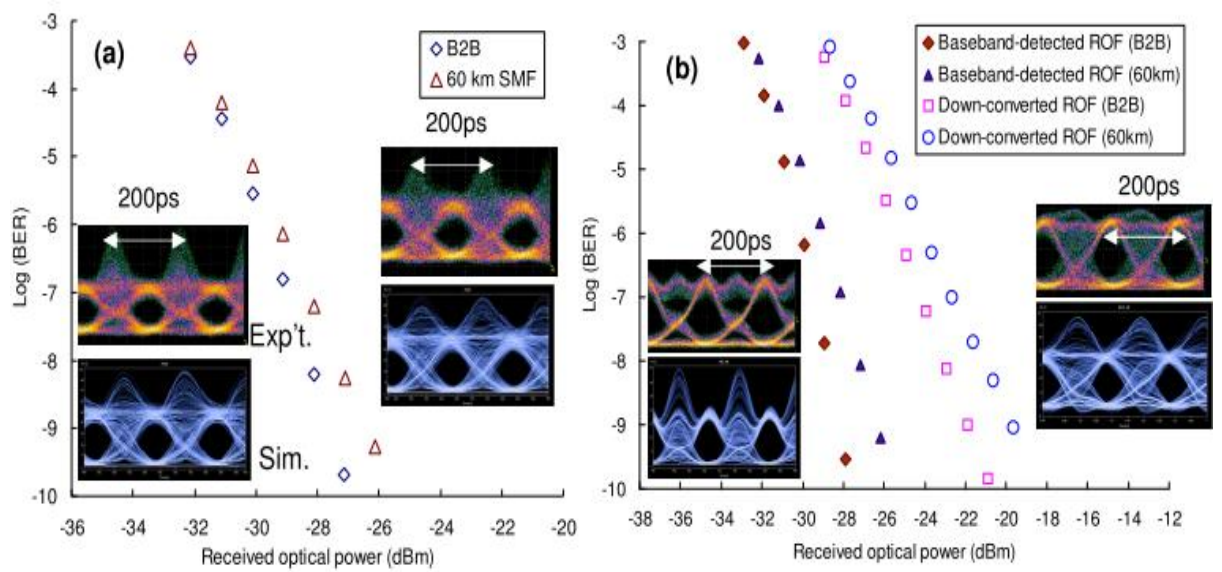 (a)
B2B
60 km SMF
200ps
200ps
Exp't.
Sim.
-3
-4
-5
-6
-7
-8
-9
-10
Log (BER)
-36
-34
-32
-30
-28
-26
-24
-22
-20
Received optical power (dBm)
(b)
Baseband-detected ROF (B2B)
Baseband-detected ROF (60km)
Down-converted ROF (B2B)
Down-converted ROF (60km)
200ps
200ps
-3
-4
-5
-6
-7
-8
-9
-10
Log (BER)
-38
-36
-34
-32
-30
-28
-26
-24
-22
-20
-18
-16
-14
-12
Received optical power (dBm)